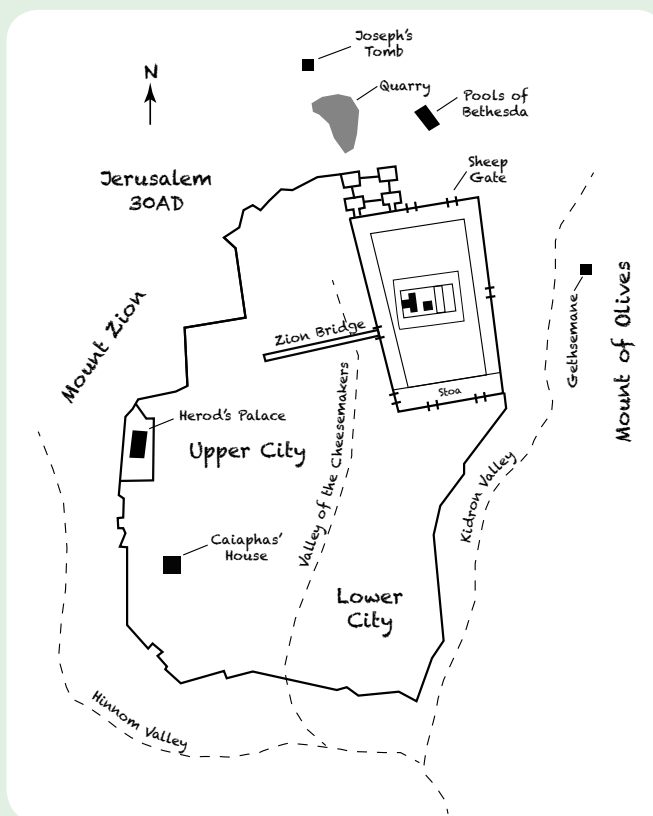 Joseph's
Tomb
N
Quarry
Pools of
Bethesda
Jerusalem
30AD
Sheep
Gate
Mount Zion
Zion Bridge
Gethsemane
Mount of Olives
Stoa
Herod's Palace
Upper City
Valley of the Cheesemakers
Kidron Valley
Caiaphas'
House
Lower
City
Hinnom Valley